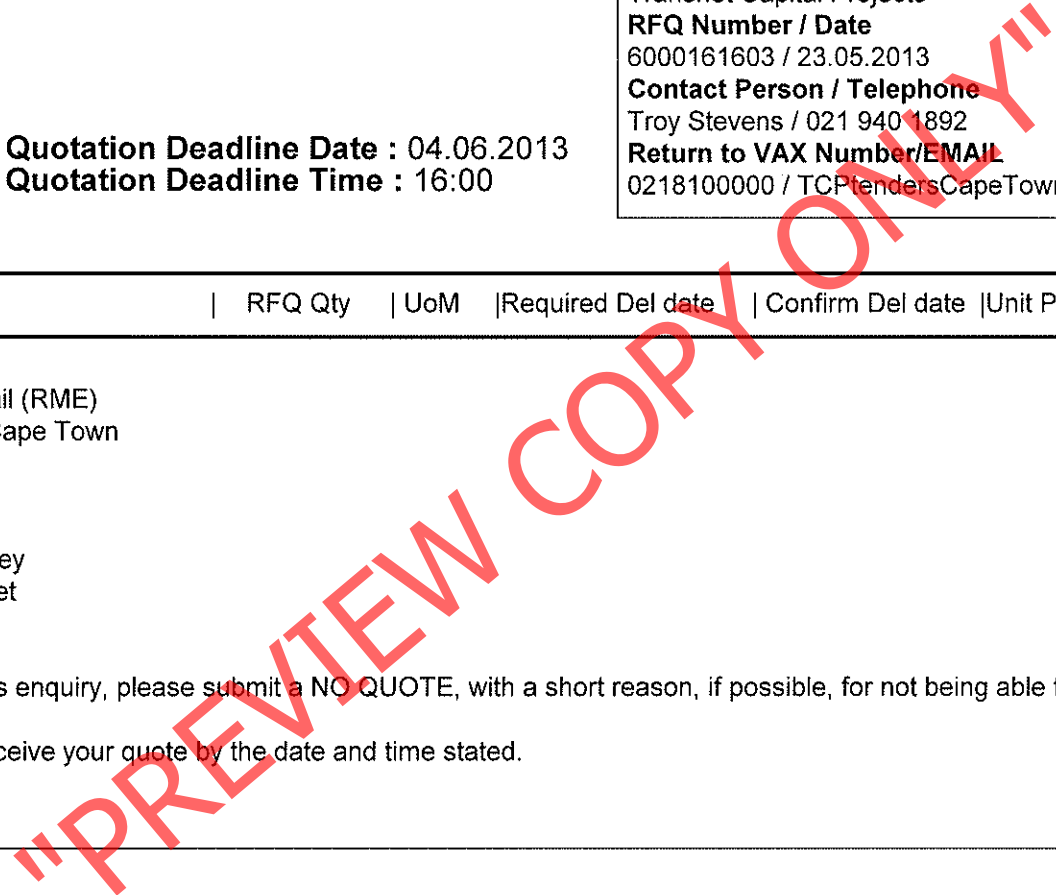 Transnet Capital Projects
RFQ Number / Date
6000161603 / 23.05.2013
Contact Person / Telephone
Troy Stevens / 021 940 1892
Return to VAX Number/EMAIL
0218100000 / TCPtendersCapeTown
Quotation Deadline Date : 04.06.2013
Quotation Deadline Time : 16:00
| RFQ Qty | UoM |Required Del date | Confirm Del date |Unit P
il (RME)
Cape Town
ey
et
s enquiry, please submit a NO QUOTE, with a short reason, if possible, for not being able
ceive your quote by the date and time stated.
"PREVIEW COPY ONLY"